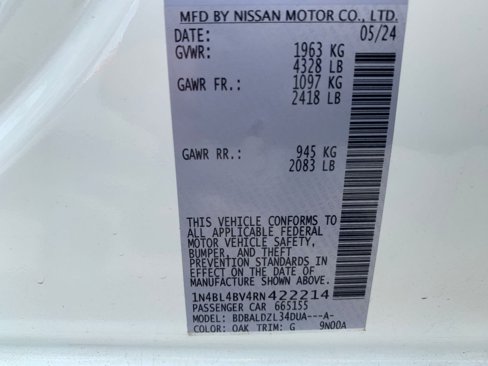 MFD BY NISSAN MOTOR CO., LTD.
DATE: 05/24
GVWR: 1963 KG
4328 LB
GAWR FR.: 1097 KG
2418 LB
GAWR RR.: 945 KG
2083 LB
THIS VEHICLE CONFORMS TO
ALL APPLICABLE FEDERAL
MOTOR VEHICLE SAFETY,
BUMPER, AND THEFT
PREVENTION STANDARDS
IN EFFECT ON THE DATE
OF MANUFACTURE
SHOWN ABOVE.
1N4BL4BV4RN422214
PASSENGER CAR 665155
MODEL: BDBALDZL34DUA---A-
COLOR: QAK TRIM: G 9N00A